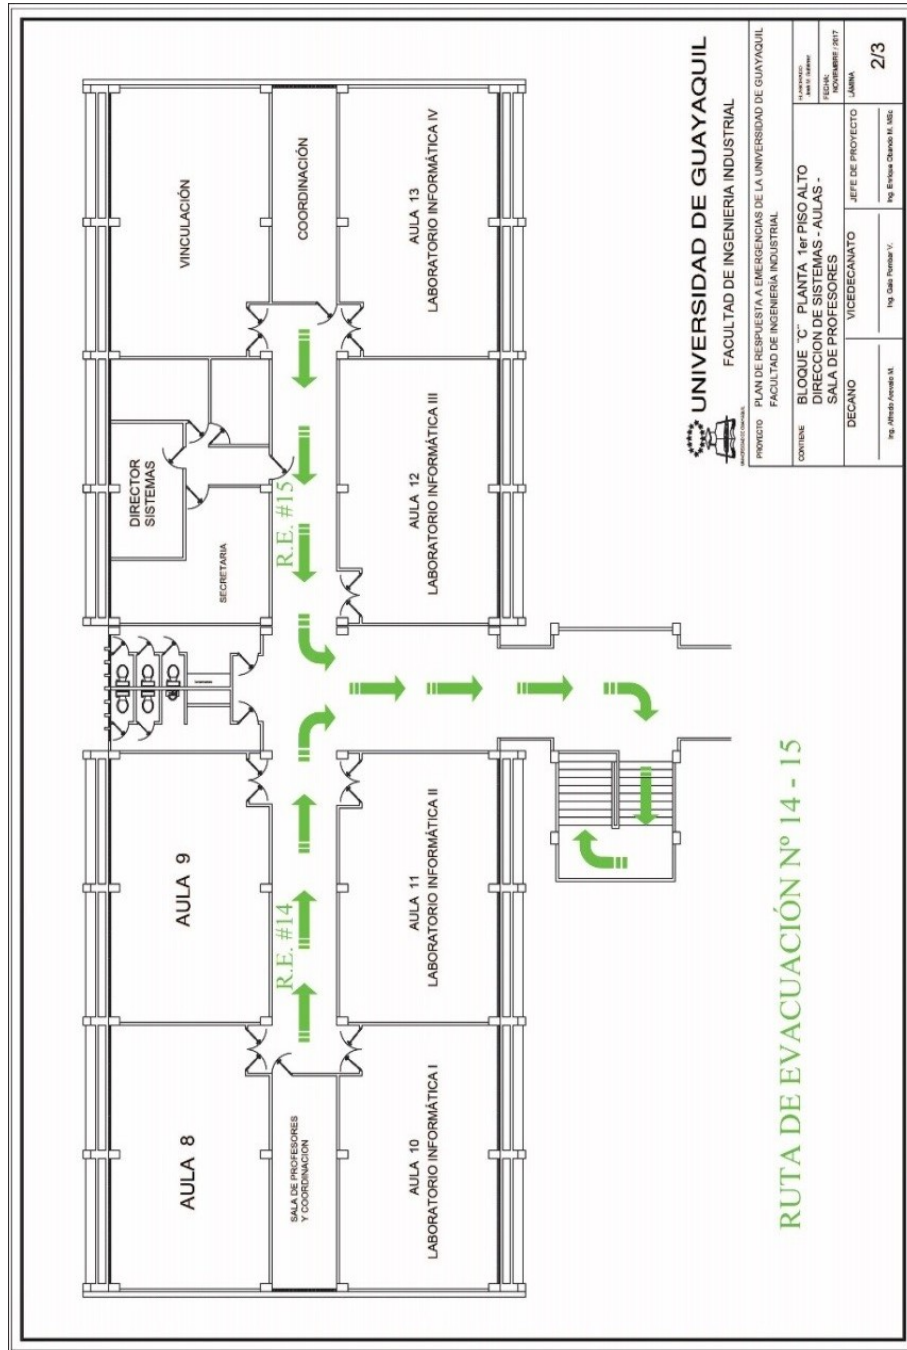 RUTA DE EVACUACIÓN Nº 14 - 15
AULA 8
AULA 9
SECRETARIA
DIRECTOR
SISTEMAS
VINCULACIÓN
SALA DE PROFESORES
Y COORDINACION
R.E. #14
R.E. #15
COORDINACIÓN
AULA 10
LABORATORIO INFORMÁTICA I
AULA 11
LABORATORIO INFORMÁTICA II
AULA 12
LABORATORIO INFORMÁTICA III
AULA 13
LABORATORIO INFORMÁTICA IV
UNIVERSIDAD DE GUAYAQUIL
FACULTAD DE INGENIERIA INDUSTRIAL
PROYECTO
PLAN DE RESPUESTA A EMERGENCIAS DE LA UNIVERSIDAD DE GUAYAQUIL
FACULTAD DE INGENIERÍA INDUSTRIAL
CONTIENE
BLOQUE ¨C¨ PLANTA 1er PISO ALTO
DIRECCION DE SISTEMAS - AULAS -
SALA DE PROFESORES
FECHA:
NOVIEMBRE / 2017
DECANO
VICEDECANATO
JEFE DE PROYECTO
LÁMINA
2/3
Ing. Alfredo Arevalo M.
Ing. Galo Pombar V.
Ing. Enrique Obando M. MSc